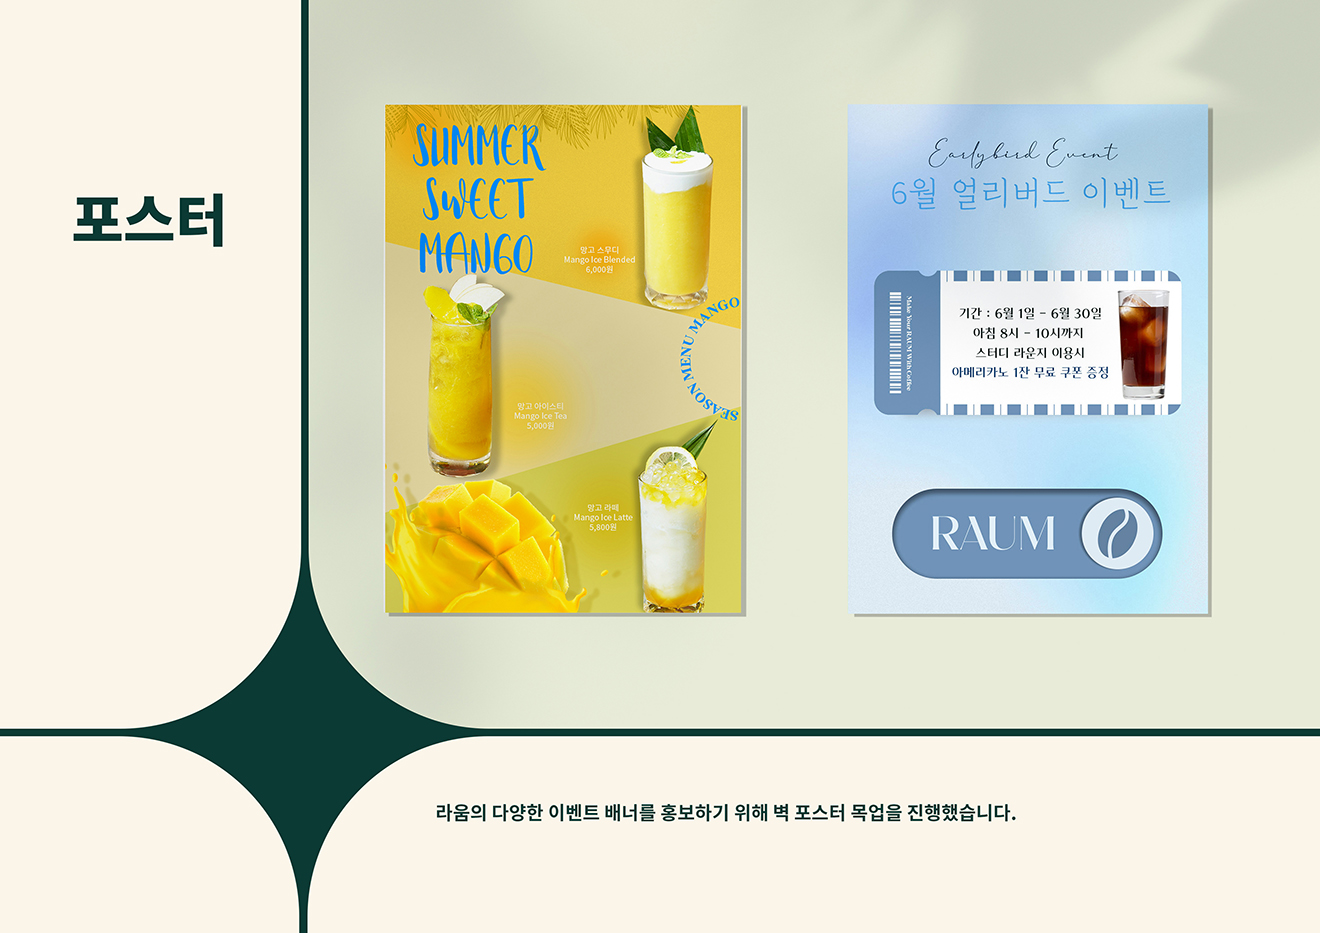 포스터
SUMMER
SWEET
MANGO
망고 스무디
Mango Ice Blended
6,000원
SEASON MENU MANGO
망고 아이스티
Mango Ice Tea
5,000원
망고 라떼
Mango Ice Latte
5,800원
Earlybird Event
6월 얼리버드 이벤트
Make Your RAUM With Coffee
기간 : 6월 1일 - 6월 30일
아침 8시 - 10시까지
스터디 라운지 이용시
아메리카노 1잔 무료 쿠폰 증정
RAUM
라움의 다양한 이벤트 배너를 홍보하기 위해 벽 포스터 목업을 진행했습니다.